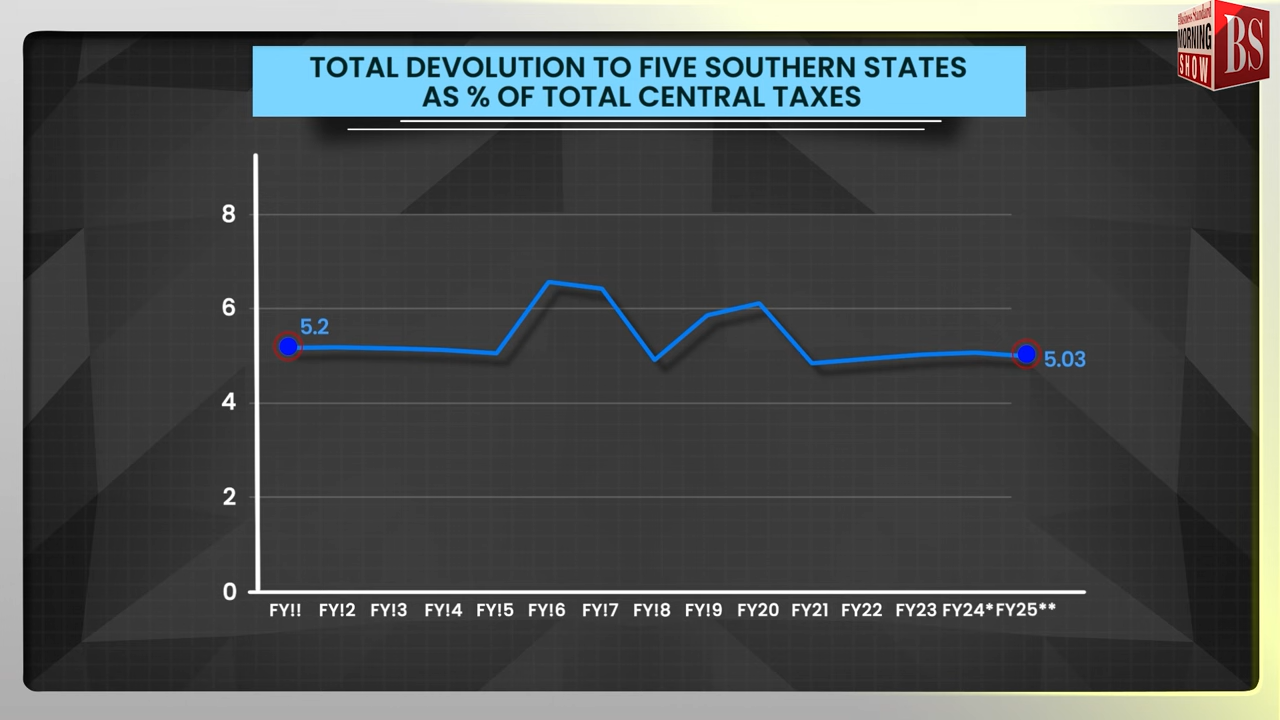 Business Standard
MORNING
SHOW
BS
TOTAL DEVOLUTION TO FIVE SOUTHERN STATES
AS % OF TOTAL CENTRAL TAXES
8
6
4
2
0
5.2
5.03
FY!! FY!2 FY!3 FY!4 FY!5 FY!6 FY!7 FY!8 FY!9 FY20 FY21 FY22 FY23 FY24* FY25**